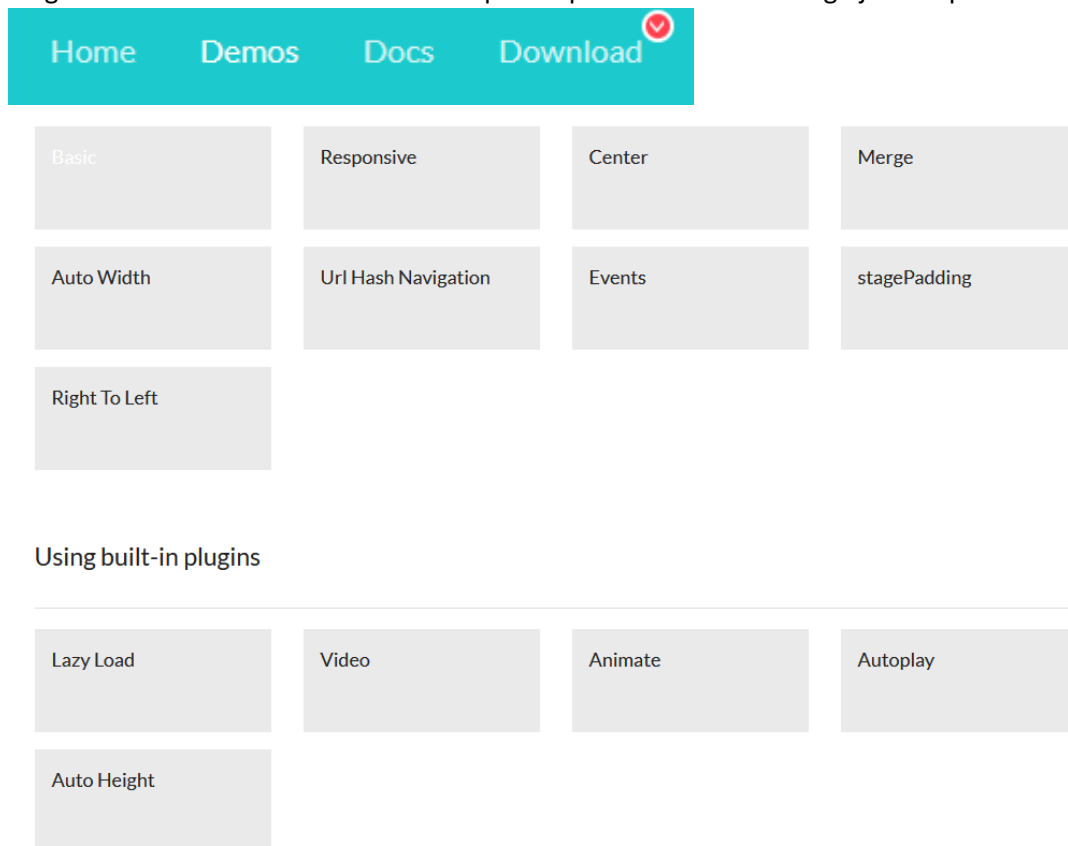 Home Demos Docs Download
Basic Responsive Center Merge
Auto Width Url Hash Navigation Events stagePadding
Right To Left
Using built-in plugins
Lazy Load Video Animate Autoplay
Auto Height